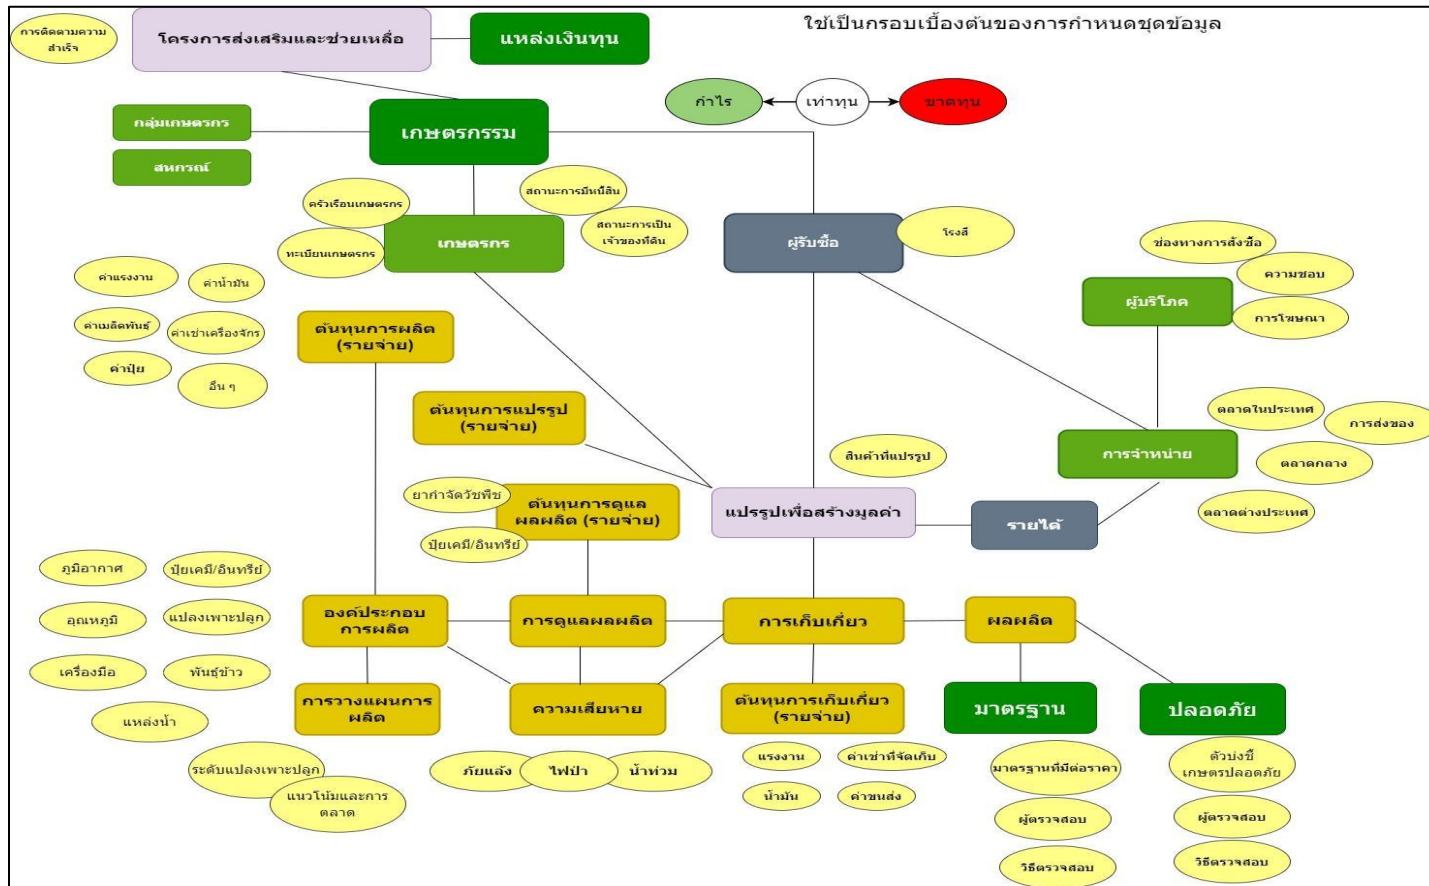 การติดตามความ
สำเร็จ
โครงการส่งเสริมและช่วยเหลือ
แหล่งเงินทุน
ใช้เป็นกรอบเบื้องต้นของการกำหนดชุดข้อมูล
กำไร
เท่าทุน
ขาดทุน
กลุ่มเกษตรกร
เกษตรกรรม
สหกรณ์
ครัวเรือนเกษตรกร
สถานะการมีหนี้สิน
ทะเบียนเกษตรกร
เกษตรกร
สถานะการเป็น
เจ้าของที่ดิน
ผู้รับซื้อ
โรงสี
ช่องทางการสั่งซื้อ
ความชอบ
ผู้บริโภค
การโฆษณา
ค่าแรงงาน
ค่าน้ำมัน
ค่าเมล็ดพันธุ์
ค่าเช่าเครื่องจักร
ค่าปุ๋ย
อื่น ๆ
ต้นทุนการผลิต
(รายจ่าย)
ต้นทุนการแปรรูป
(รายจ่าย)
ตลาดในประเทศ
การส่งของ
สินค้าที่แปรรูป
การจำหน่าย
ตลาดกลาง
ตลาดต่างประเทศ
ยากำจัดวัชพืช
ต้นทุนการดูแล
ผลผลิต (รายจ่าย)
ปุ๋ยเคมี/อินทรีย์
แปรรูปเพื่อสร้างมูลค่า
รายได้
ภูมิอากาศ
ปุ๋ยเคมี/อินทรีย์
อุณหภูมิ
แปลงเพาะปลูก
เครื่องมือ
พันธุ์ข้าว
แหล่งน้ำ
องค์ประกอบ
การผลิต
การดูแลผลผลิต
การเก็บเกี่ยว
ผลผลิต
การวางแผนการ
ผลิต
ความเสียหาย
ต้นทุนการเก็บเกี่ยว
(รายจ่าย)
มาตรฐาน
ปลอดภัย
ระดับแปลงเพาะปลูก
แนวโน้มและการ
ตลาด
ภัยแล้ง
ไฟป่า
น้ำท่วม
แรงงาน
ค่าเช่าที่จัดเก็บ
น้ำมัน
ค่าขนส่ง
มาตรฐานที่มีต่อราคา
ผู้ตรวจสอบ
วิธีตรวจสอบ
ตัวบ่งชี้
เกษตรปลอดภัย
ผู้ตรวจสอบ
วิธีตรวจสอบ